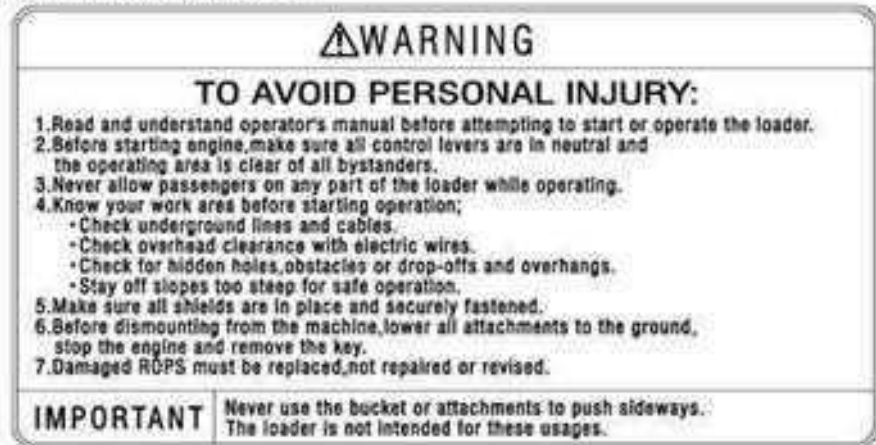 ⚠WARNING
TO AVOID PERSONAL INJURY:
1.Read and understand operator's manual before attempting to start or operate the loader.
2.Before starting engine,make sure all control levers are in neutral and
the operating area is clear of all bystanders.
3.Never allow passengers on any part of the loader while operating.
4.Know your work area before starting operation;
•Check underground lines and cables.
•Check overhead clearance with electric wires.
•Check for hidden holes,obstacles or drop-offs and overhangs.
•Stay off slopes too steep for safe operation.
5.Make sure all shields are in place and securely fastened.
6.Before dismounting from the machine,lower all attachments to the ground,
stop the engine and remove the key.
7.Damaged ROPS must be replaced,not repaired or revised.
IMPORTANT
Never use the bucket or attachments to push sideways.
The loader is not intended for these usages.